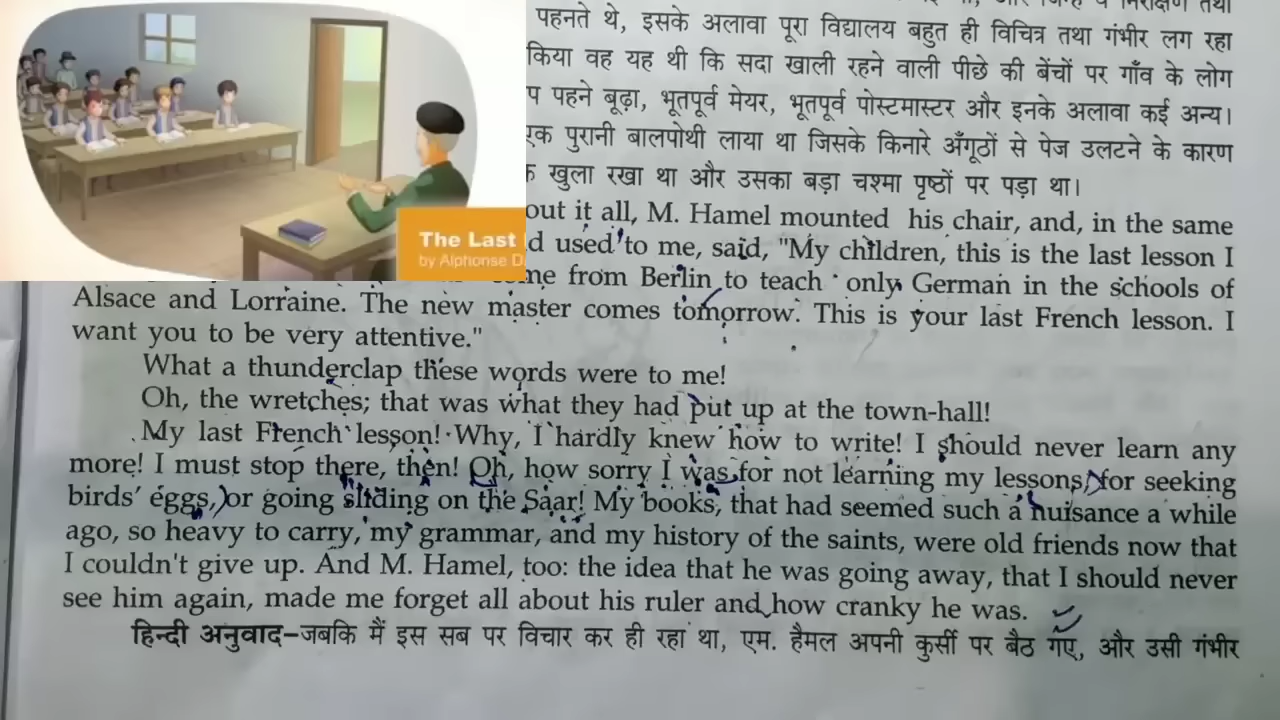 पहनते थे, इसके अलावा पूरा विद्यालय बहुत ही विचित्र तथा गंभीर लग रहा
किया वह यह थी कि सदा खाली रहने वाली पीछे की बेंचों पर गाँव के लोग
प पहने बूढ़ा, भूतपूर्व मेयर, भूतपूर्व पोस्टमास्टर और इनके अलावा कई अन्य।
एक पुरानी बालपोथी लाया था जिसके किनारे अँगूठों से पेज उलटने के कारण
खुला रखा था और उसका बड़ा चश्मा पृष्ठों पर पड़ा था।
The Last
by Alphonse D
out it all, M. Hamel mounted his chair, and, in the same
d used to me, said, "My children, this is the last lesson I
me from Berlin to teach only German in the schools of
Alsace and Lorraine. The new master comes tomorrow. This is your last French lesson. I
want you to be very attentive."
What a thunderclap these words were to me!
Oh, the wretches; that was what they had put up at the town-hall!
My last French lesson! Why, I hardly knew how to write! I should never learn any
more! I must stop there, then! Oh, how sorry I was for not learning my lessons, for seeking
birds' eggs, or going sliding on the Saar! My books, that had seemed such a nuisance a while
ago, so heavy to carry, my grammar, and my history of the saints, were old friends now that
I couldn't give up. And M. Hamel, too: the idea that he was going away, that I should never
see him again, made me forget all about his ruler and how cranky he was.
हिन्दी अनुवाद–जबकि मैं इस सब पर विचार कर ही रहा था, एम. हैमल अपनी कुर्सी पर बैठ गए, और उसी गंभीर